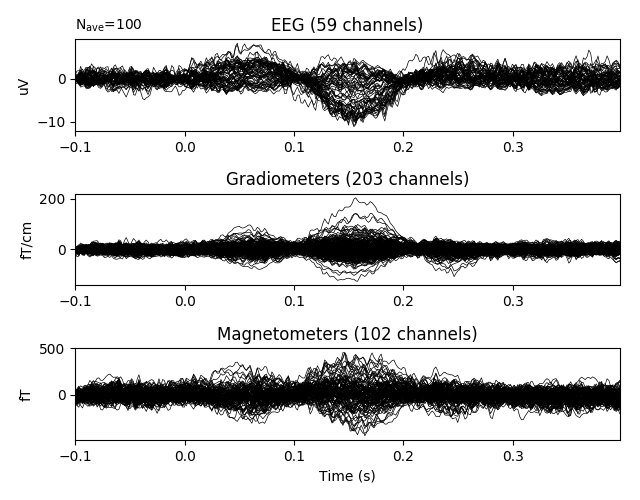 N_ave=100
EEG (59 channels)
uV
0
−10
−0.1 0.0 0.1 0.2 0.3
Gradiometers (203 channels)
fT/cm
200
0
−0.1 0.0 0.1 0.2 0.3
Magnetometers (102 channels)
fT
500
0
−0.1 0.0 0.1 0.2 0.3
Time (s)